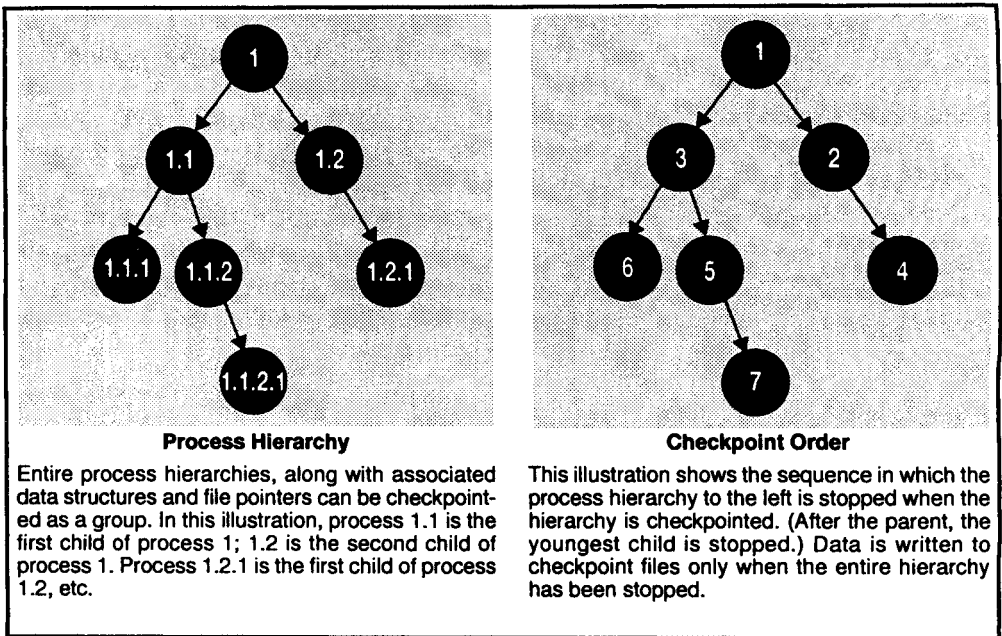 1
1.1
1.2
1.1.1
1.1.2
1.2.1
1.1.2.1
Process Hierarchy
Entire process hierarchies, along with associated
data structures and file pointers can be checkpoint-
ed as a group. In this illustration, process 1.1 is the
first child of process 1; 1.2 is the second child of
process 1. Process 1.2.1 is the first child of process
1.2, etc.
1
3
2
6
5
4
7
Checkpoint Order
This illustration shows the sequence in which the
process hierarchy to the left is stopped when the
hierarchy is checkpointed. (After the parent, the
youngest child is stopped.) Data is written to
checkpoint files only when the entire hierarchy
has been stopped.